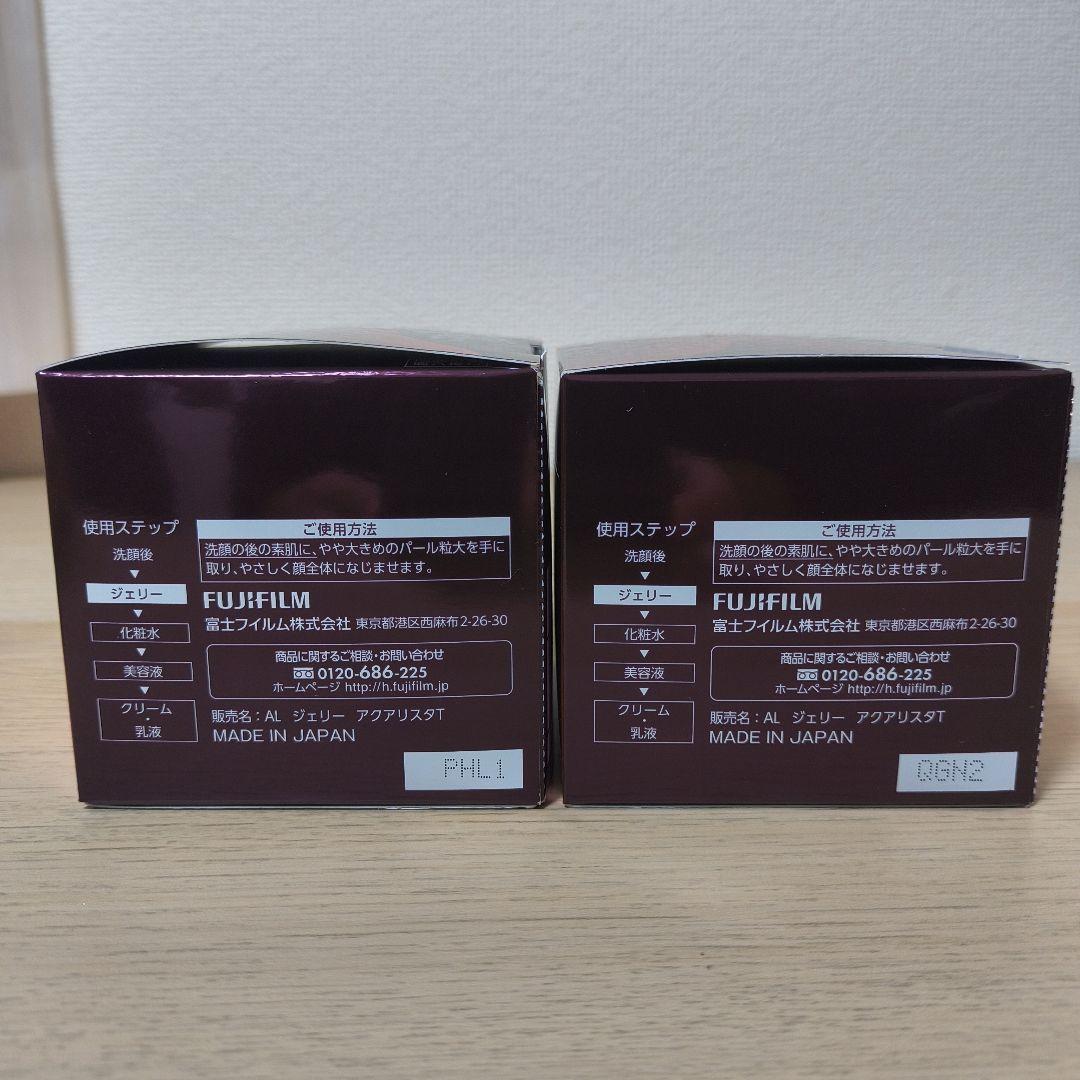 使用ステップ
洗顔後
▼
ジェリー
▼
化粧水
▼
美容液
▼
クリーム
・
乳液
ご使用方法
洗顔の後の素肌に、やや大きめのパール粒大を手に
取り、やさしく顔全体になじませます。
FUJIFILM
富士フイルム株式会社 東京都港区西麻布2-26-30
商品に関するご相談・お問い合わせ
0120-686-225
ホームページ http://h.fujifilm.jp
販売名：AL ジェリー アクアリスタT
MADE IN JAPAN
PHL1
使用ステップ
洗顔後
▼
ジェリー
▼
化粧水
▼
美容液
▼
クリーム
・
乳液
ご使用方法
洗顔の後の素肌に、やや大きめのパール粒大を手に
取り、やさしく顔全体になじませます。
FUJIFILM
富士フイルム株式会社 東京都港区西麻布2-26-30
商品に関するご相談・お問い合わせ
0120-686-225
ホームページ http://h.fujifilm.jp
販売名：AL ジェリー アクアリスタT
MADE IN JAPAN
QGN2